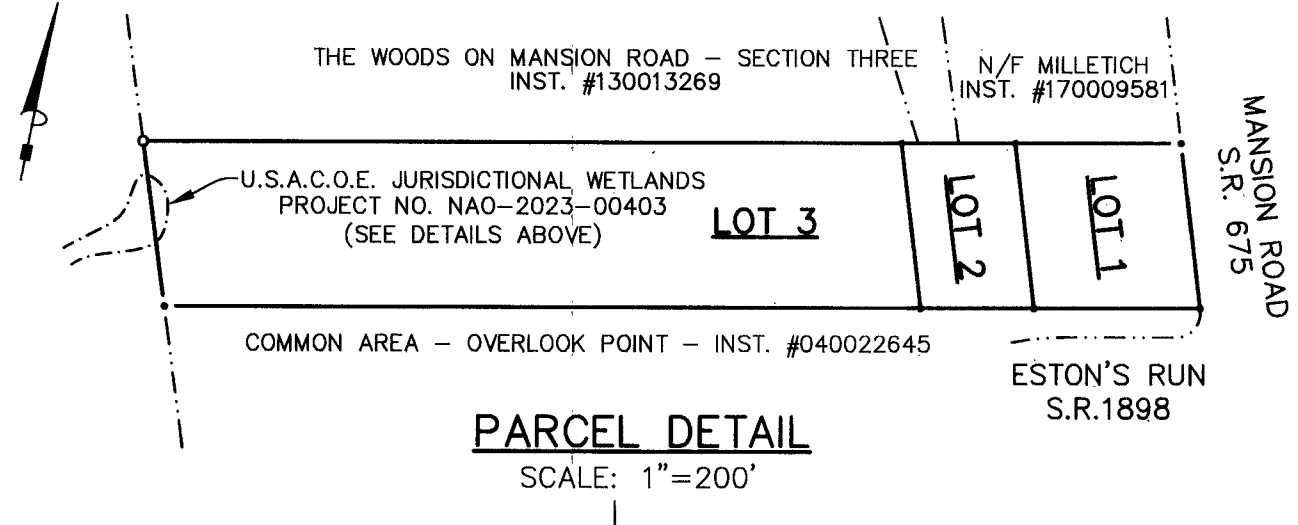 THE WOODS ON MANSION ROAD – SECTION THREE
INST. #130013269
N/F MILLETICH
INST. #170009581
MANSION ROAD
S.R. 675
U.S.A.C.O.E. JURISDICTIONAL WETLANDS
PROJECT NO. NAO–2023–00403
(SEE DETAILS ABOVE)
LOT 3
LOT 2
LOT 1
COMMON AREA – OVERLOOK POINT – INST. #040022645
ESTON'S RUN
S.R.1898
PARCEL DETAIL
SCALE: 1"=200'